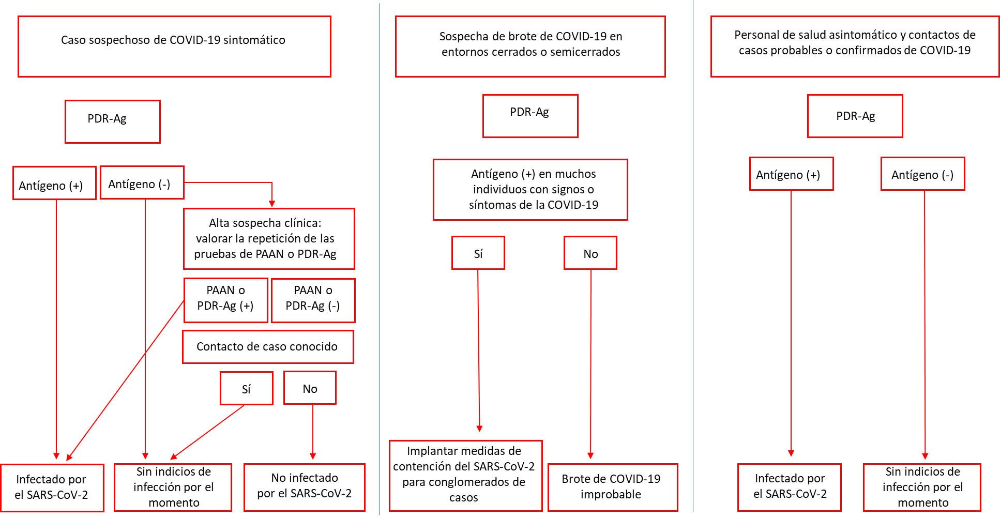 Caso sospechoso de COVID-19 sintomático
PDR-Ag
Antígeno (+)
Antígeno (-)
Alta sospecha clínica:
valorar la repetición de las
pruebas de PAAN o PDR-Ag
PAAN o
PDR-Ag (+)
PAAN o
PDR-Ag (-)
Contacto de caso conocido
Sí
No
Infectado por
el SARS-CoV-2
Sin indicios de
infección por el
momento
No infectado
por el SARS-CoV-2
Sospecha de brote de COVID-19 en
entornos cerrados o semicerrados
PDR-Ag
Antígeno (+) en muchos
individuos con signos o
síntomas de la COVID-19
Sí
No
Implantar medidas de
contención del SARS-CoV-2
para conglomerados de
casos
Brote de COVID-19
improbable
Personal de salud asintomático y contactos de
casos probables o confirmados de COVID-19
PDR-Ag
Antígeno (+)
Antígeno (-)
Infectado por
el SARS-CoV-2
Sin indicios de
infección por el
momento